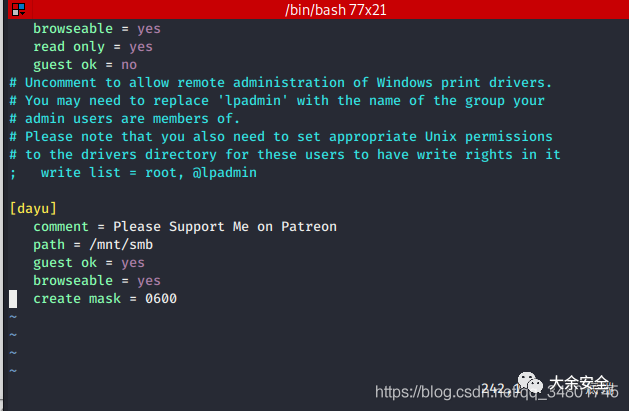 /bin/bash 77x21
browseable = yes
read only = yes
guest ok = no
# Uncomment to allow remote administration of Windows print drivers.
# You may need to replace 'lpadmin' with the name of the group your
# admin users are members of.
# Please note that you also need to set appropriate Unix permissions
# to the drivers directory for these users to have write rights in it
;   write list = root, @lpadmin
[dayu]
comment = Please Support Me on Patreon
path = /mnt/smb
guest ok = yes
browseable = yes
create mask = 0600
~
~
~
~
大余安全
https://blog.csdn.net/qq_34801745